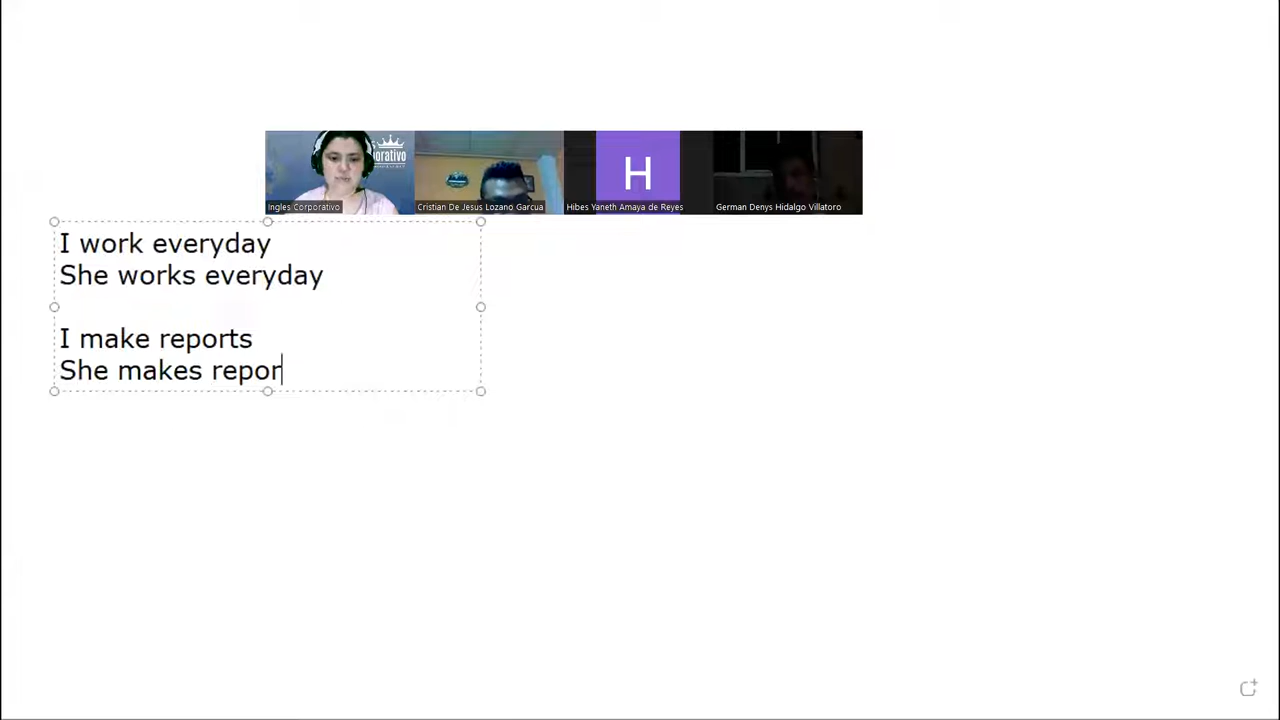 orativo
Ingles Corporativo
Cristian De Jesus Lozano Garcua
H
Hibes Yaneth Amaya de Reyes
German Denys Hidalgo Villatoro
I work everyday
She works everyday
I make reports
She makes repor